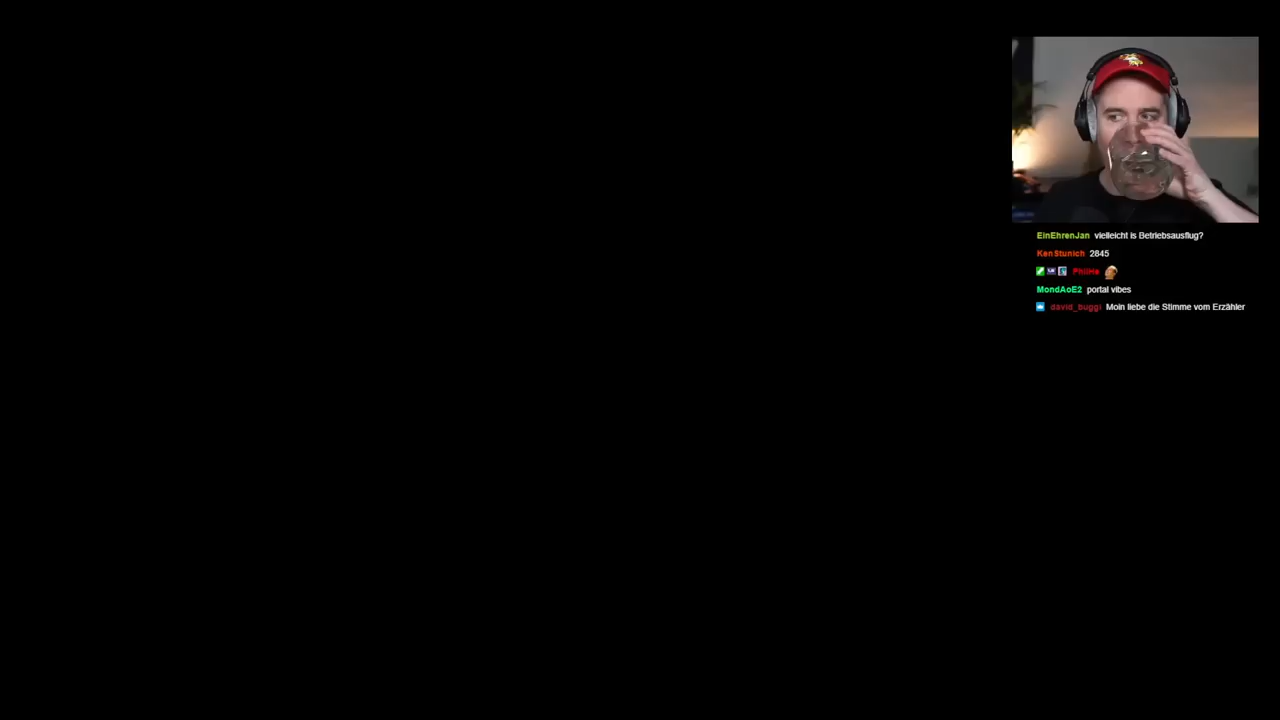 EinEhrenJan vielleicht is Betriebsausflug?
KenStunich 2845
PhilHe
MondAoE2 portal vibes
david_buggi Moin liebe die Stimme vom Erzähler